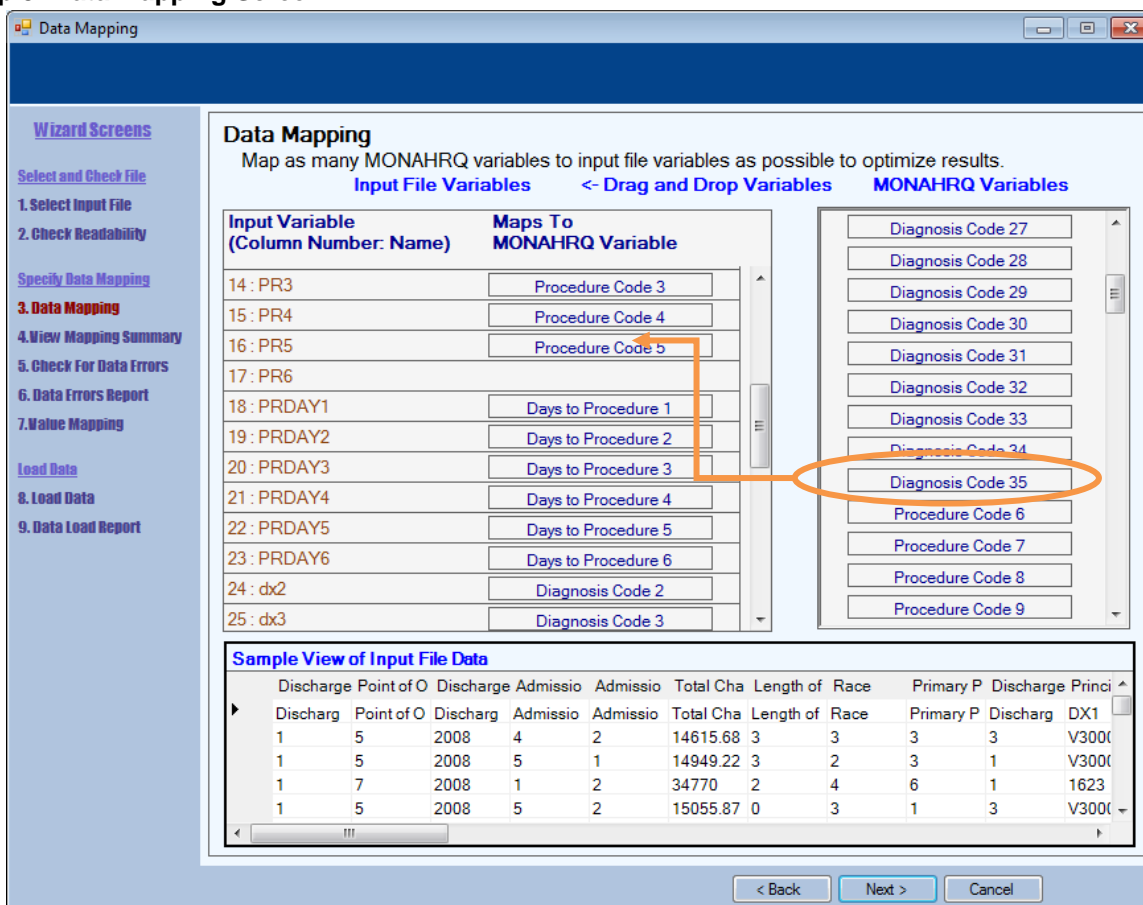 Data Mapping
Wizard Screens
Select and Check File
1. Select Input File
2. Check Readability
Specify Data Mapping
3. Data Mapping
4.View Mapping Summary
5. Check For Data Errors
6. Data Errors Report
7.Value Mapping
Load Data
8. Load Data
9. Data Load Report
Data Mapping
Map as many MONAHRQ variables to input file variables as possible to optimize results.
Input File Variables <- Drag and Drop Variables MONAHRQ Variables
Input Variable Maps To
(Column Number: Name) MONAHRQ Variable
14 : PR3 Procedure Code 3
15 : PR4 Procedure Code 4
16 : PR5 Procedure Code 5
17 : PR6
18 : PRDAY1 Days to Procedure 1
19 : PRDAY2 Days to Procedure 2
20 : PRDAY3 Days to Procedure 3
21 : PRDAY4 Days to Procedure 4
22 : PRDAY5 Days to Procedure 5
23 : PRDAY6 Days to Procedure 6
24 : dx2 Diagnosis Code 2
25 : dx3 Diagnosis Code 3
Diagnosis Code 27
Diagnosis Code 28
Diagnosis Code 29
Diagnosis Code 30
Diagnosis Code 31
Diagnosis Code 32
Diagnosis Code 33
Diagnosis Code 34
Diagnosis Code 35
Procedure Code 6
Procedure Code 7
Procedure Code 8
Procedure Code 9
Sample View of Input File Data
Discharge Point of O Discharge Admissio Admissio Total Cha Length of Race Primary P Discharge Princi
Discharg Point of O Discharg Admissio Admissio Total Cha Length of Race Primary P Discharg DX1
1 5 2008 4 2 14615.68 3 3 3 3 V300
1 5 2008 5 1 14949.22 3 2 3 1 V300
1 7 2008 1 2 34770 2 4 6 1 1623
1 5 2008 5 2 15055.87 0 3 1 3 V300
< Back Next > Cancel